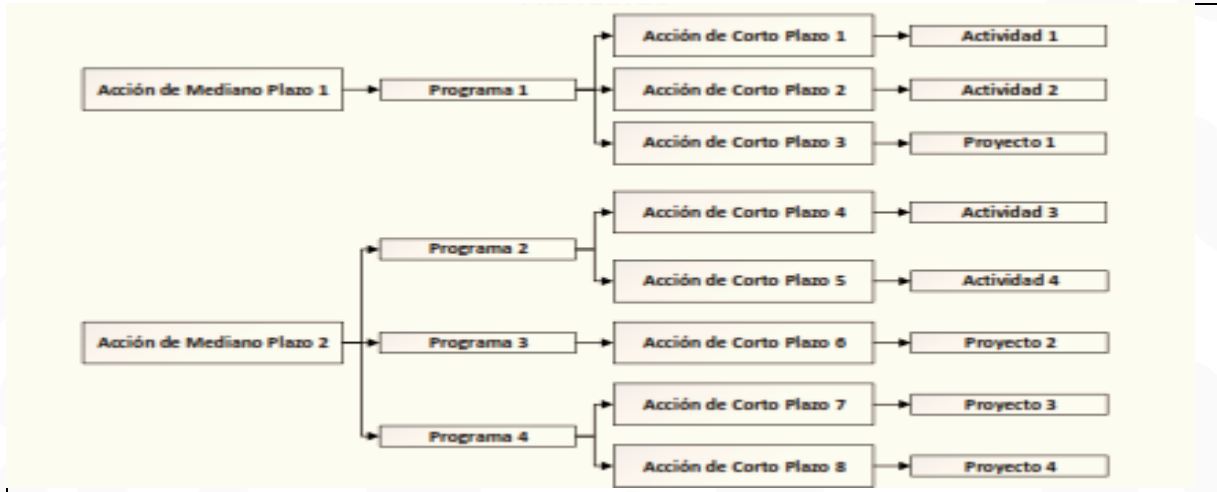 Acción de Corto Plazo 1
Actividad 1
Acción de Mediano Plazo 1
Programa 1
Acción de Corto Plazo 2
Actividad 2
Acción de Corto Plazo 3
Proyecto 1
Acción de Corto Plazo 4
Actividad 3
Programa 2
Acción de Corto Plazo 5
Actividad 4
Acción de Mediano Plazo 2
Programa 3
Acción de Corto Plazo 6
Proyecto 2
Acción de Corto Plazo 7
Proyecto 3
Programa 4
Acción de Corto Plazo 8
Proyecto 4